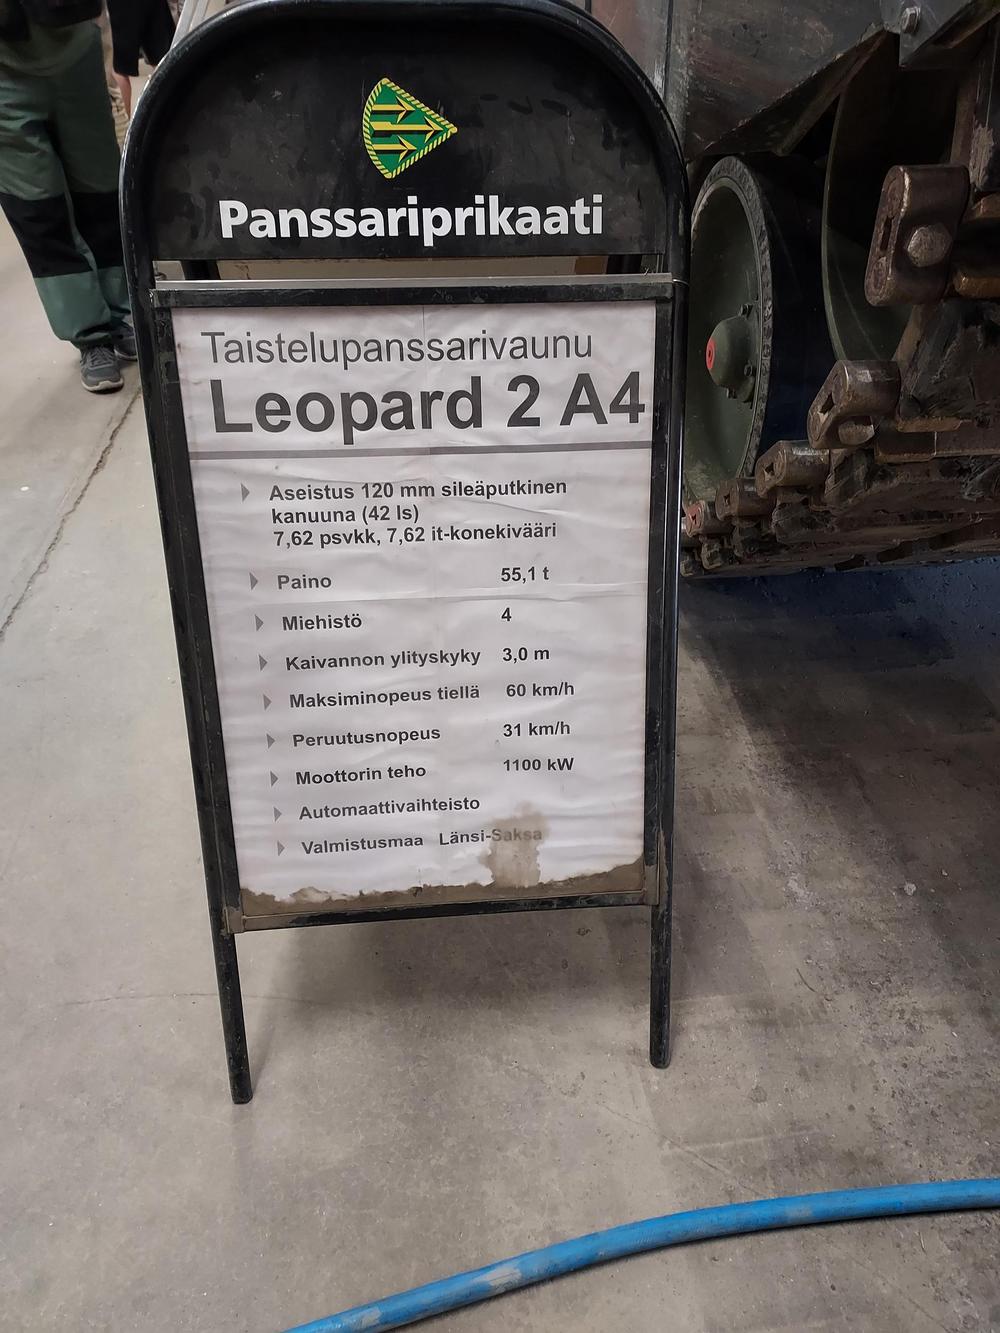 Panssariprikaati
Taistelupanssarivaunu
Leopard 2 A4
Aseistus 120 mm sileäputkinen
kanuuna (42 ls)
7,62 psvkk, 7,62 it-konekivääri
Paino 55,1 t
Miehistö 4
Kaivannon ylityskyky 3,0 m
Maksiminopeus tiellä 60 km/h
Peruutusnopeus 31 km/h
Moottorin teho 1100 kW
Automaattivaihteisto
Valmistusmaa Länsi-Saksa